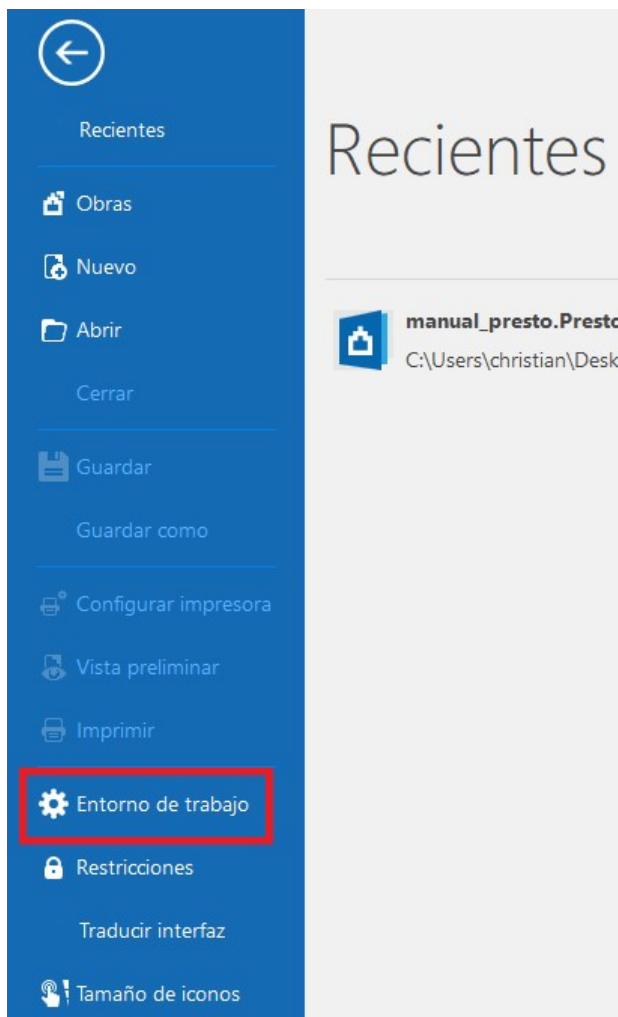 Recientes
Obras
Nuevo
Abrir
Cerrar
Guardar
Guardar como
Configurar impresora
Vista preliminar
Imprimir
Entorno de trabajo
Restricciones
Traducir interfaz
Tamaño de iconos
Recientes
manual_presto.Presto
C:\Users\christian\Desk